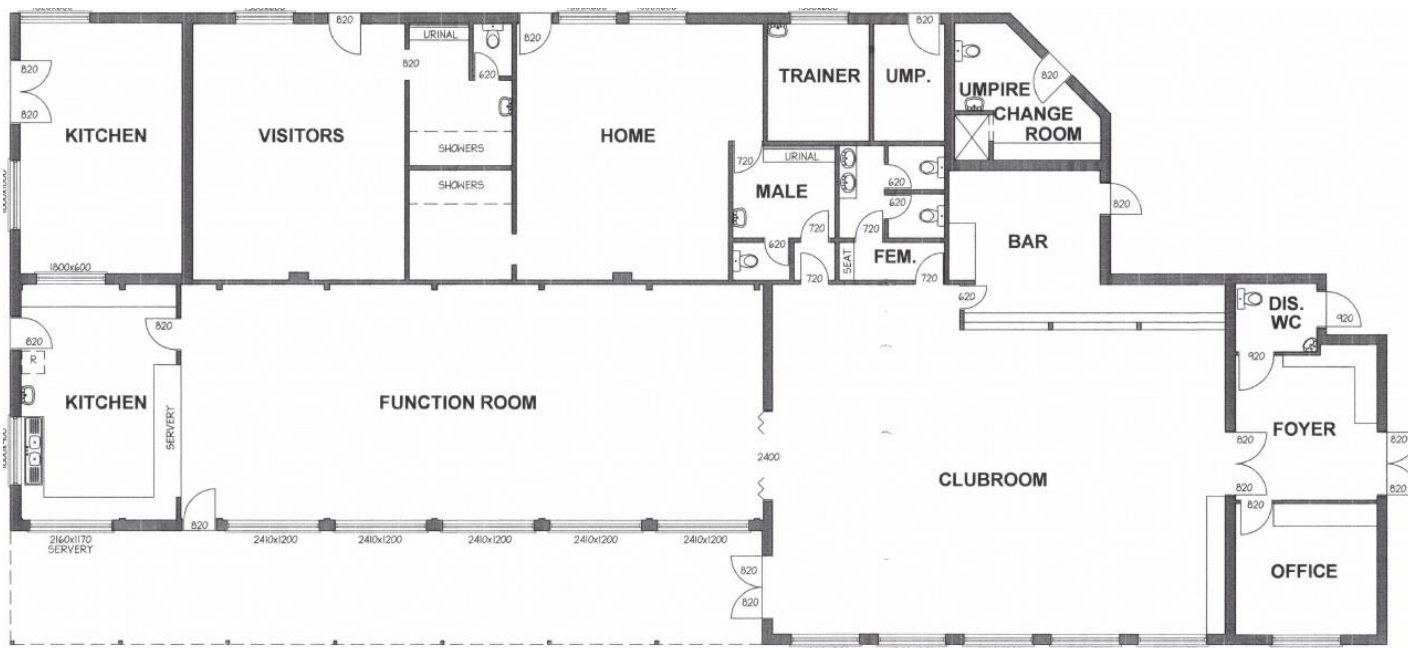 820
820
URINAL
820
620
820
820
820
820
820
KITCHEN
VISITORS
SHOWERS
SHOWERS
HOME
TRAINER
UMP.
UMPIRE
CHANGE
ROOM
720
URINAL
MALE
620
720
720
620
620
720
SEAT
FEM.
720
BAR
820
620
1800x600
820
820
R
KITCHEN
SERVERY
FUNCTION ROOM
2400
CLUBROOM
DIS.
WC
920
920
FOYER
820
820
820
820
820
OFFICE
820
2160x1170
SERVERY
2410x1200
2410x1200
2410x1200
2410x1200
2410x1200
820
820